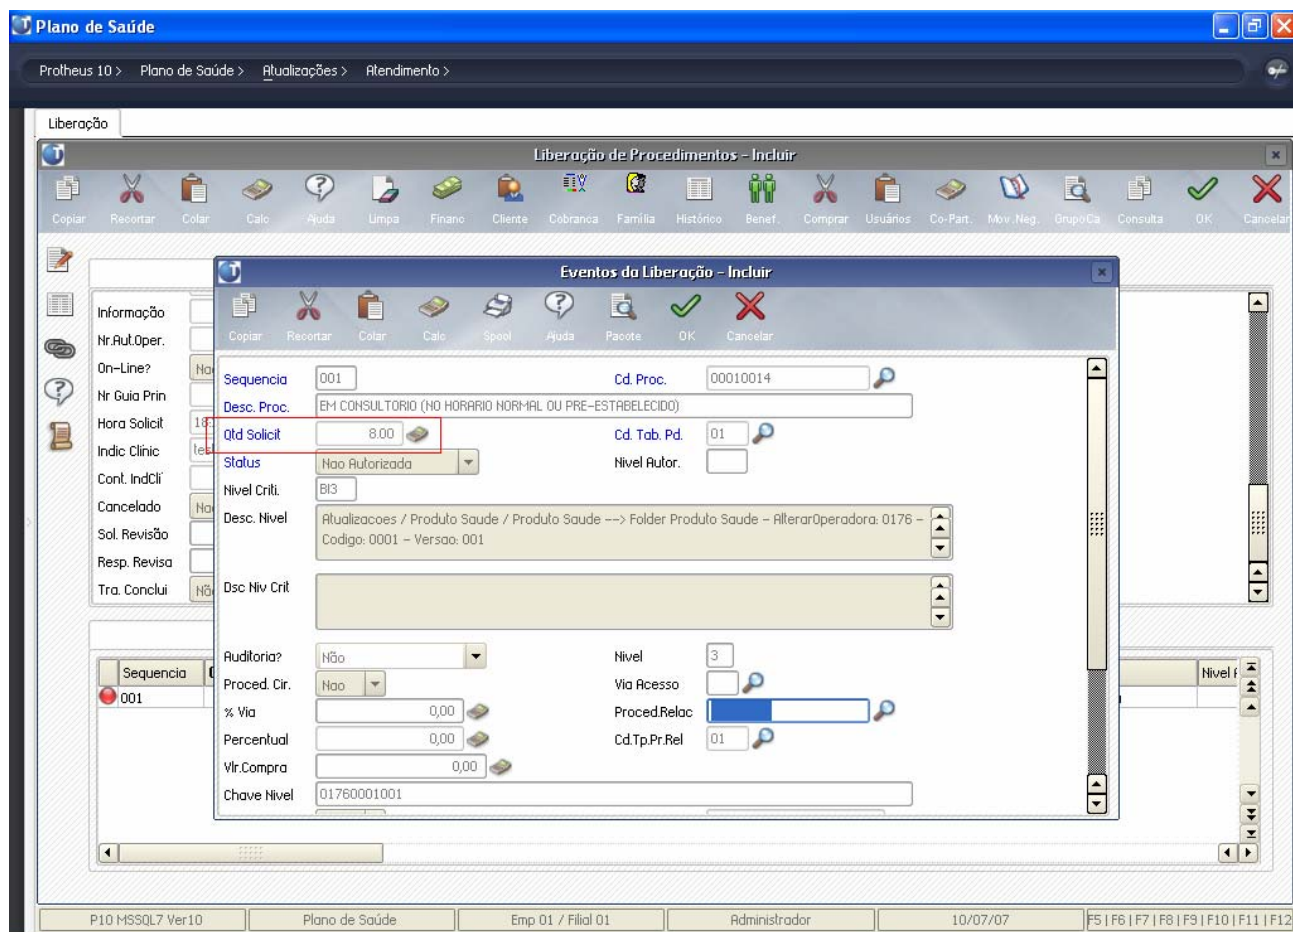 Plano de Saúde
Protheus 10 > Plano de Saúde > Atualizações > Atendimento >
Liberação
Liberação de Procedimentos - Incluir
Copiar Recortar Colar Calc Ajuda Limpa Financ Cliente Cobranca Família Histórico Benef. Comprar Usuários Co-Part. Mov.Neg. GrupoCa Consulta OK Cancelar
Eventos da Liberação - Incluir
Copiar Recortar Colar Calc Spool Ajuda Pacote OK Cancelar
Informação
Nr.Aut.Oper.
On-Line?
Nr Guia Prin
Hora Solicit 18:
Indic Clínic
Cont. IndClí
Cancelado
Sol. Revisão
Resp. Revisa
Tra. Conclui
Sequencia 001 Cd. Proc. 00010014
Desc. Proc. EM CONSULTORIO (NO HORARIO NORMAL OU PRE-ESTABELECIDO)
Qtd Solicit 8.00 Cd. Tab. Pd. 01
Status Nao Autorizada Nivel Autor.
Nivel Criti. BI3
Desc. Nivel Atualizacoes / Produto Saude / Produto Saude --> Folder Produto Saude - AlterarOperadora: 0176 -
Codigo: 0001 - Versao: 001
Dsc Niv Crit
Auditoria? Não Nivel 3
Proced. Cir. Nao Via Acesso
% Via 0,00 Proced.Relac
Percentual 0,00 Cd.Tp.Pr.Rel 01
Vlr.Compra 0,00
Chave Nivel 01760001001
Sequencia
001
P10 MSSQL7 Ver10 Plano de Saúde Emp 01 / Filial 01 Administrador 10/07/07 F5 | F6 | F7 | F8 | F9 | F10 | F11 | F12